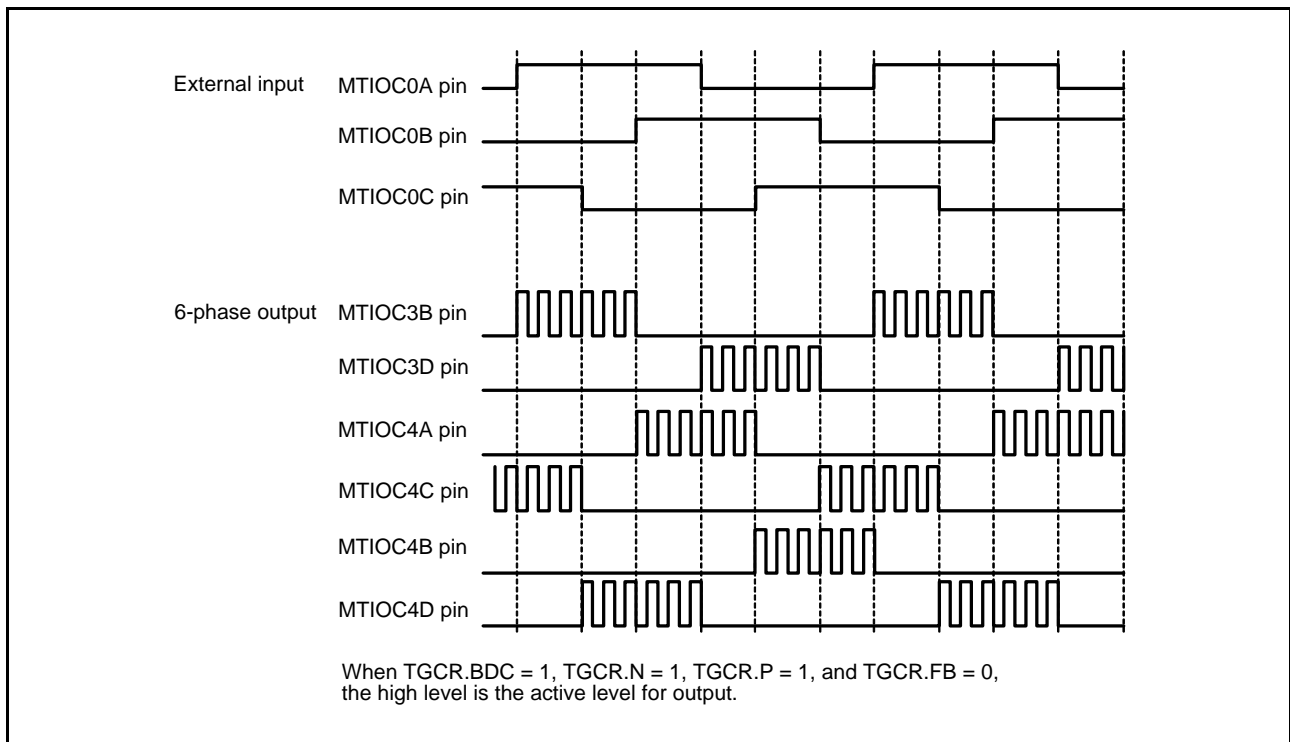 External input MTIOC0A pin
MTIOC0B pin
MTIOC0C pin
6-phase output MTIOC3B pin
MTIOC3D pin
MTIOC4A pin
MTIOC4C pin
MTIOC4B pin
MTIOC4D pin
When TGCR.BDC = 1, TGCR.N = 1, TGCR.P = 1, and TGCR.FB = 0,
the high level is the active level for output.